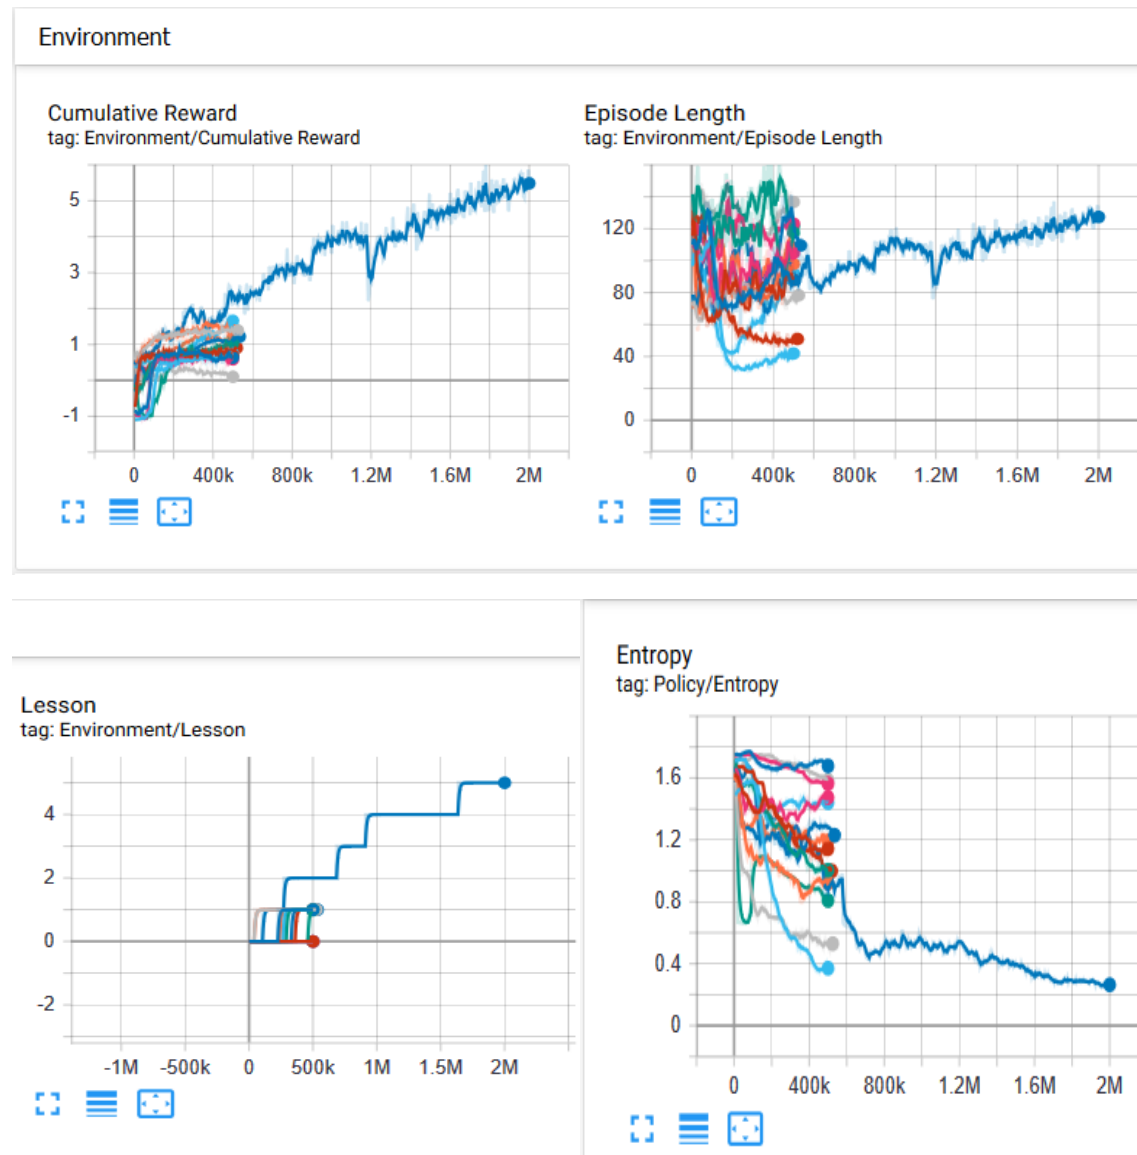 Environment
Cumulative Reward
tag: Environment/Cumulative Reward
5
3
1
-1
0 400k 800k 1.2M 1.6M 2M
Episode Length
tag: Environment/Episode Length
120
80
40
0
0 400k 800k 1.2M 1.6M 2M
Lesson
tag: Environment/Lesson
4
2
0
-2
-1M -500k 0 500k 1M 1.5M 2M
Entropy
tag: Policy/Entropy
1.6
1.2
0.8
0.4
0
0 400k 800k 1.2M 1.6M 2M